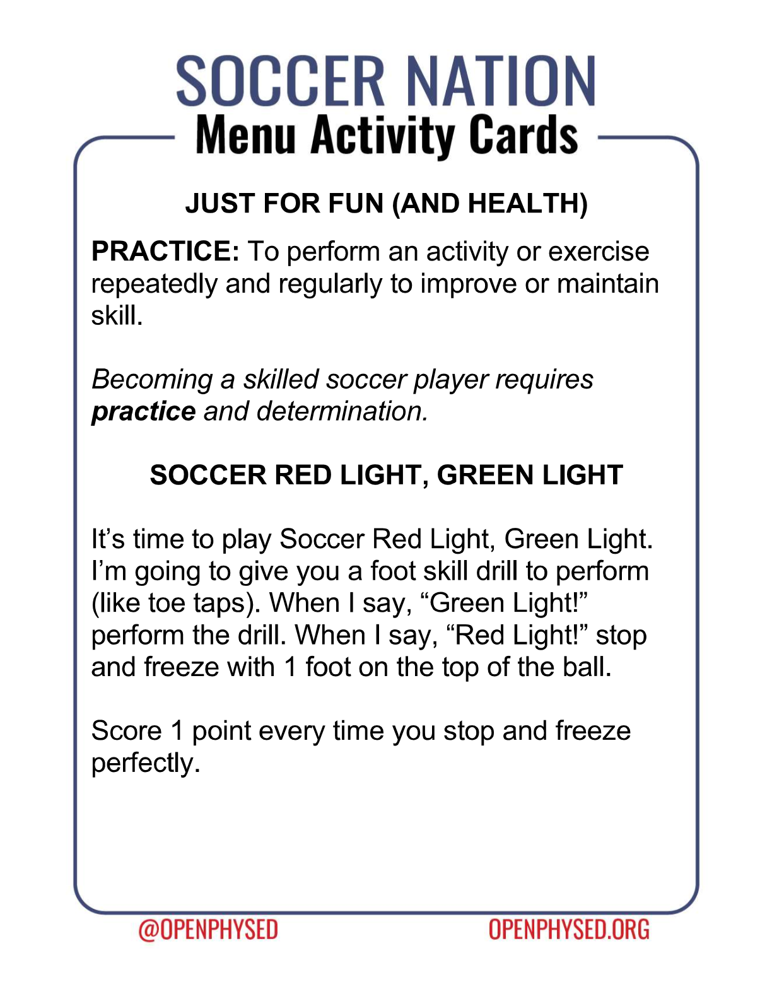 SOCCER NATION
Menu Activity Cards
JUST FOR FUN (AND HEALTH)
PRACTICE: To perform an activity or exercise
repeatedly and regularly to improve or maintain
skill.
Becoming a skilled soccer player requires
practice and determination.
SOCCER RED LIGHT, GREEN LIGHT
It’s time to play Soccer Red Light, Green Light.
I’m going to give you a foot skill drill to perform
(like toe taps). When I say, “Green Light!”
perform the drill. When I say, “Red Light!” stop
and freeze with 1 foot on the top of the ball.
Score 1 point every time you stop and freeze
perfectly.
@OPENPHYSED
OPENPHYSED.ORG